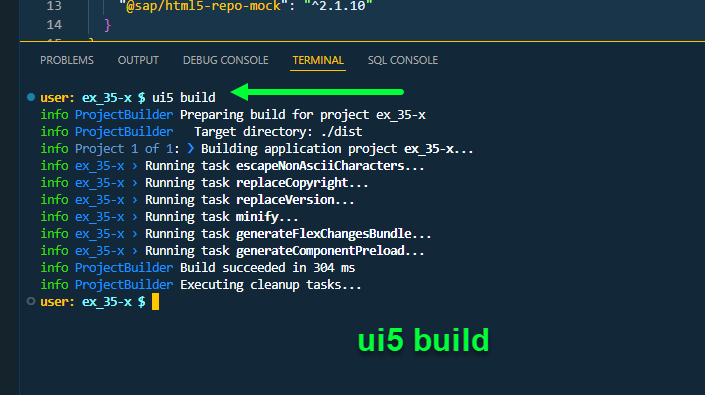 13 "@sap/html5-repo-mock": "^2.1.10"
14 }
PROBLEMS OUTPUT DEBUG CONSOLE TERMINAL SQL CONSOLE
user: ex_35-x $ ui5 build
info ProjectBuilder Preparing build for project ex_35-x
info ProjectBuilder   Target directory: ./dist
info Project 1 of 1: ❯ Building application project ex_35-x...
info ex_35-x › Running task escapeNonAsciiCharacters...
info ex_35-x › Running task replaceCopyright...
info ex_35-x › Running task replaceVersion...
info ex_35-x › Running task minify...
info ex_35-x › Running task generateFlexChangesBundle...
info ex_35-x › Running task generateComponentPreload...
info ProjectBuilder Build succeeded in 304 ms
info ProjectBuilder Executing cleanup tasks...
user: ex_35-x $
ui5 build